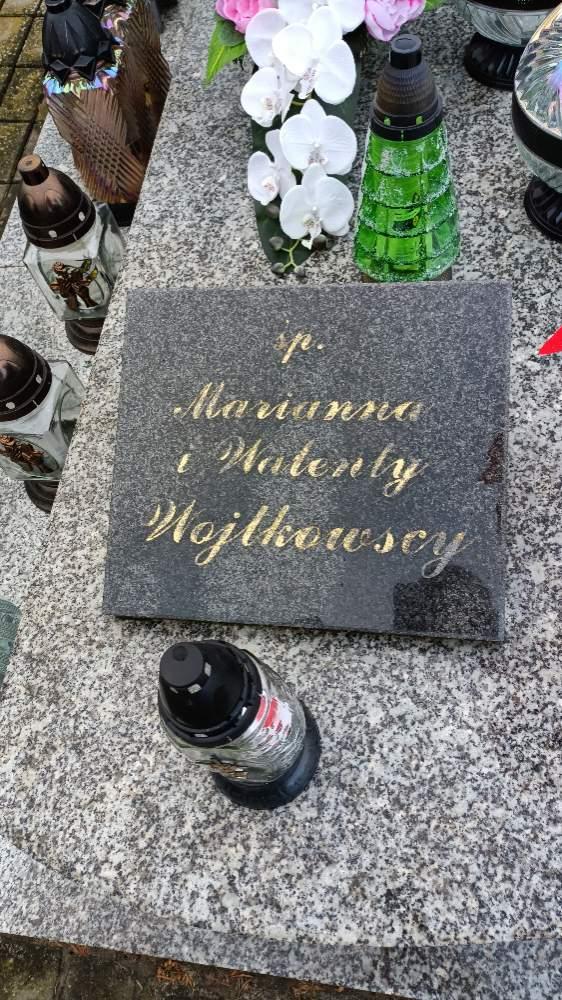 śp.
Marianna
i Walenty
Wojtkowscy